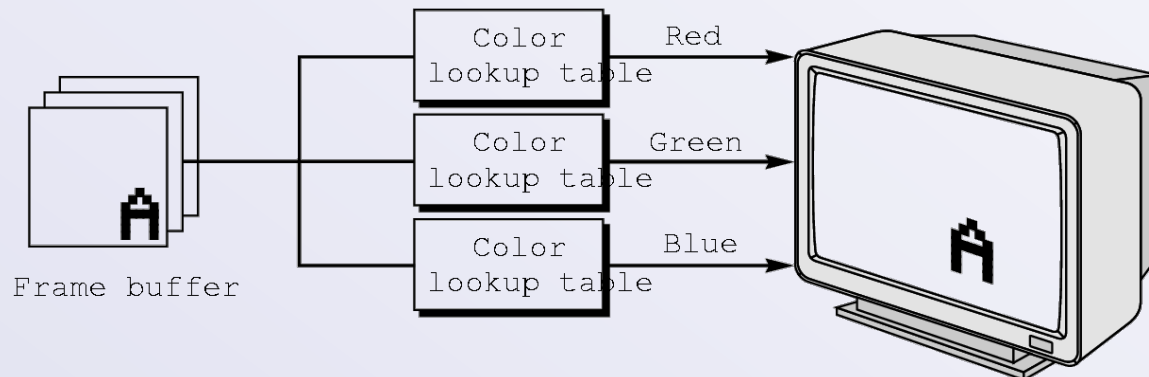 Color
lookup table
Red
Color
lookup table
Green
Color
lookup table
Blue
A
Frame buffer
A